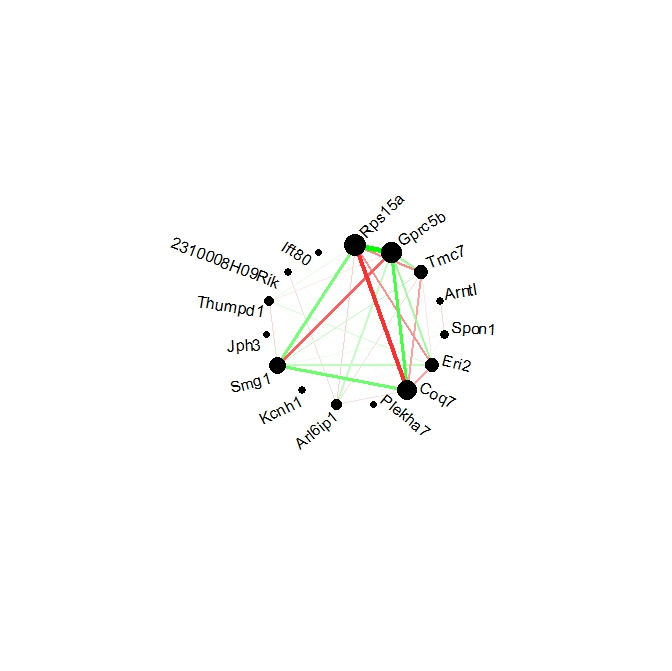 Rps15a
Gprc5b
Tmc7
Arntl
Spon1
Eri2
Coq7
Plekha7
Arl6ip1
Kcnh1
Smg1
Jph3
Thumpd1
2310008H09Rik
Ift80